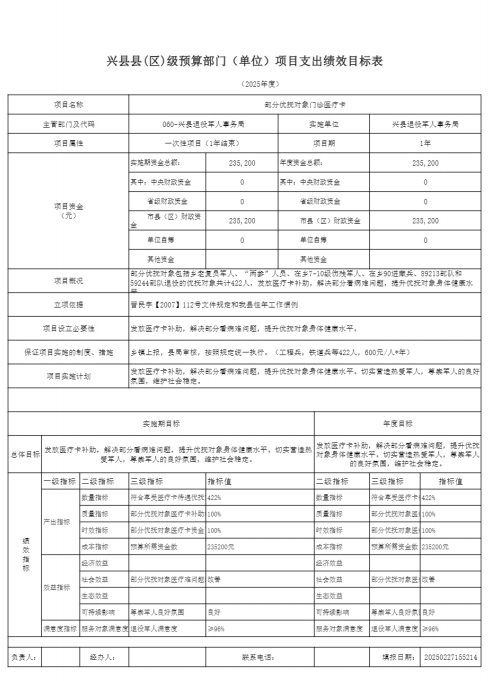 兴县县(区)级预算部门（单位）项目支出绩效目标表
（2025年度）
项目名称 部分优抚对象门诊医疗卡
主管部门及代码 060-兴县退役军人事务局 实施单位 兴县退役军人事务局
项目属性 一次性项目（1年结束） 项目期 1年
项目资金（元）
实施期资金总额： 235,200 年度资金总额： 235,200
其中：中央财政资金 0 其中：中央财政资金 0
省级财政资金 0 省级财政资金 0
市县（区）财政资金 235,200 市县（区）财政资金 235,200
单位自筹 0 单位自筹 0
其他资金 其他资金
项目概况
部分优抚对象包括乡老复员军人、“两参”人员、在乡7-10级伤残军人、在乡90进藏兵、89213部队和
59244部队退役的优抚对象共计422人，发放医疗卡补助，解决部分看病难问题，提升优抚对象身体健康水
立项依据 晋民字【2007】112号文件规定和我县往年工作惯例
项目设立必要性 发放医疗卡补助，解决部分看病难问题，提升优抚对象身体健康水平。
保证项目实施的制度、措施 乡镇上报，县局审核，按照规定统一执行。（工程兵，铁道兵等422人，600元/人*年）
项目实施计划
发放医疗卡补助，解决部分看病难问题，提升优抚对象身体健康水平。切实营造热爱军人，尊崇军人的良好
氛围，维护社会稳定。
实施期目标 年度目标
总体目标
发放医疗卡补助，解决部分看病难问题，提升优抚对象身体健康水平。切实营造热
爱军人，尊崇军人的良好氛围，维护社会稳定。
发放医疗卡补助，解决部分看病难问题，提升优抚
对象身体健康水平。切实营造热爱军人，尊崇军人
的良好氛围，维护社会稳定。
绩效指标
一级指标 二级指标 三级指标 指标值 二级指标 三级指标 指标值
产出指标
数量指标 符合享受医疗卡待遇优抚 422% 数量指标 符合享受医疗卡 422%
质量指标 部分优抚对象医疗卡补助 100% 质量指标 部分优抚对象医 100%
时效指标 部分优抚对象医疗卡资金 100% 时效指标 部分优抚对象医 100%
成本指标 预算所需资金数 235200元 成本指标 预算所需资金数 235200元
效益指标
经济效益 经济效益
社会效益 部分优抚对象医疗难问题 改善 社会效益 部分优抚对象医 改善
生态效益 生态效益
可持续影响 尊崇军人良好氛围 良好 可持续影响 尊崇军人良好氛 良好
满意度指标 服务对象满意度 退役军人满意度 ≥96% 服务对象满意度 退役军人满意度 ≥96%
负责人： 经办人： 联系电话： 填报日期： 20250227155214